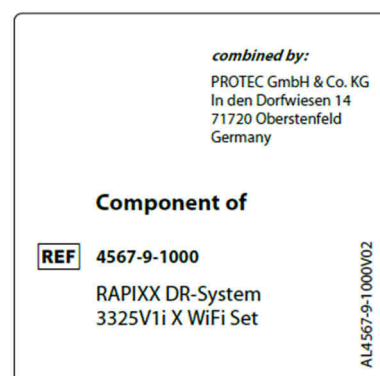 combined by:
PROTEC GmbH & Co. KG
In den Dorfwiesen 14
71720 Oberstenfeld
Germany
Component of
REF 4567-9-1000
RAPIXX DR-System
3325V1i X WiFi Set
AL4567-9-1000V02